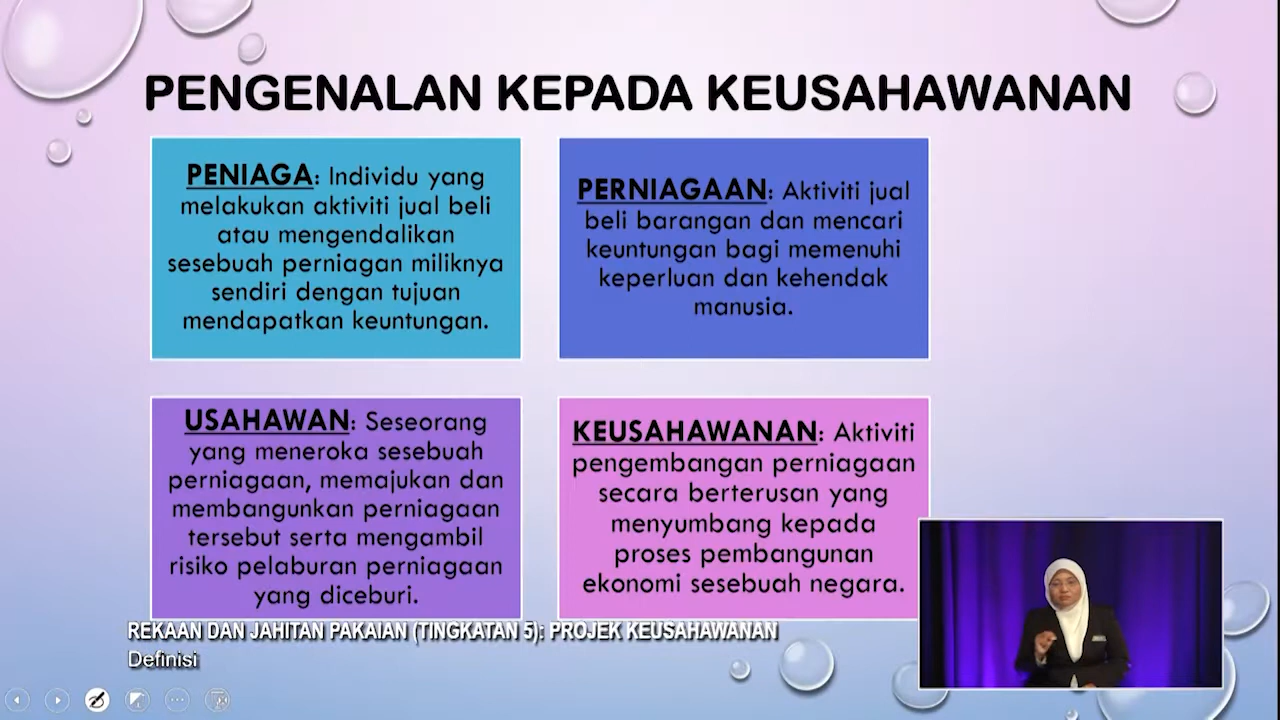 PENGENALAN KEPADA KEUSAHAWANAN
PENIAGA: Individu yang
melakukan aktiviti jual beli
atau mengendalikan
sesebuah perniagan miliknya
sendiri dengan tujuan
mendapatkan keuntungan.
PERNIAGAAN: Aktiviti jual
beli barangan dan mencari
keuntungan bagi memenuhi
keperluan dan kehendak
manusia.
USAHAWAN: Seseorang
yang meneroka sesebuah
perniagaan, memajukan dan
membangunkan perniagaan
tersebut serta mengambil
risiko pelaburan perniagaan
yang diceburi.
KEUSAHAWANAN: Aktiviti
pengembangan perniagaan
secara berterusan yang
menyumbang kepada
proses pembangunan
ekonomi sesebuah negara.
REKAAN DAN JAHITAN PAKAIAN (TINGKATAN 5): PROJEK KEUSAHAWANAN
Definisi